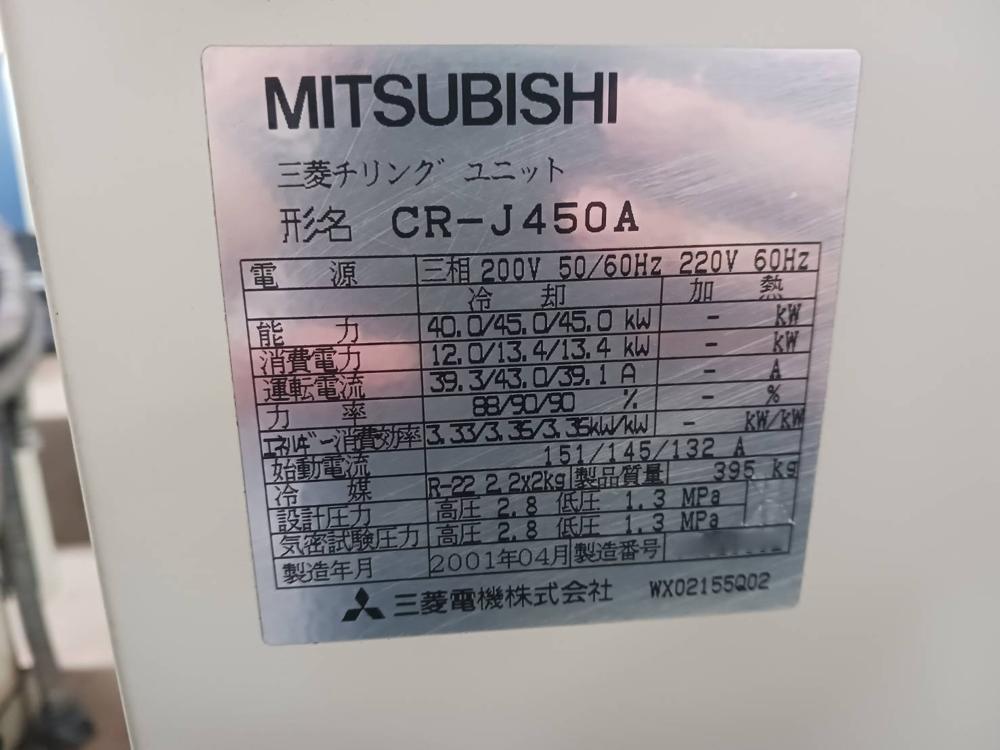 MITSUBISHI
三菱チリングユニット
形名 CR-J450A
電源 三相 200V 50/60Hz 220V 60Hz
冷却 加熱
能力 40.0/45.0/45.0 kW - kW
消費電力 12.0/13.4/13.4 kW - kW
運転電流 39.3/43.0/39.1 A - A
力率 88/90/90 % - %
エネルギー消費効率 3.33/3.35/3.35kW/kW - kW/kW
始動電流 151/145/132 A
冷媒 R-22 2.2x2kg 製品質量 395 kg
設計圧力 高圧 2.8 低圧 1.3 MPa
気密試験圧力 高圧 2.8 低圧 1.3 MPa
製造年月 2001年04月 製造番号
三菱電機株式会社 WX02155Q02